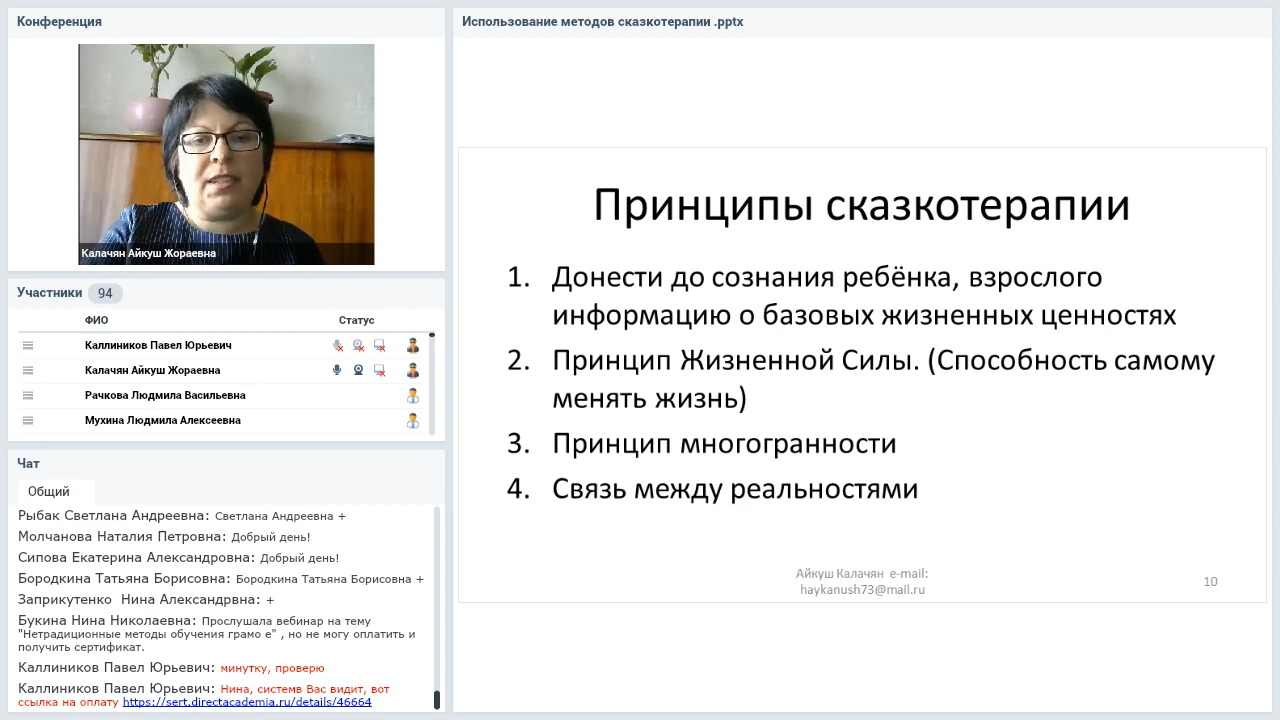 Конференция
Калачян Айкуш Жораевна
Участники 94
ФИО Статус
Каллиников Павел Юрьевич
Калачян Айкуш Жораевна
Рачкова Людмила Васильевна
Мухина Людмила Алексеевна
Чат
Общий
Рыбак Светлана Андреевна: Светлана Андреевна +
Молчанова Наталия Петровна: Добрый день!
Сипова Екатерина Александровна: Добрый день!
Бородкина Татьяна Борисовна: Бородкина Татьяна Борисовна +
Заприкутенко Нина Александрвна: +
Букина Нина Николаевна: Прослушала вебинар на тему
"Нетрадиционные методы обучения грамо е" , но не могу оплатить и
получить сертификат.
Каллиников Павел Юрьевич: минутку, проверю
Каллиников Павел Юрьевич: Нина, системв Вас видит, вот
ссылка на оплату https://sert.directacademia.ru/details/46664
Использование методов сказкотерапии .pptx
Принципы сказкотерапии
1. Донести до сознания ребёнка, взрослого
информацию о базовых жизненных ценностях
2. Принцип Жизненной Силы. (Способность самому
менять жизнь)
3. Принцип многогранности
4. Связь между реальностями
Айкуш Калачян e-mail:
haykanush73@mail.ru
10